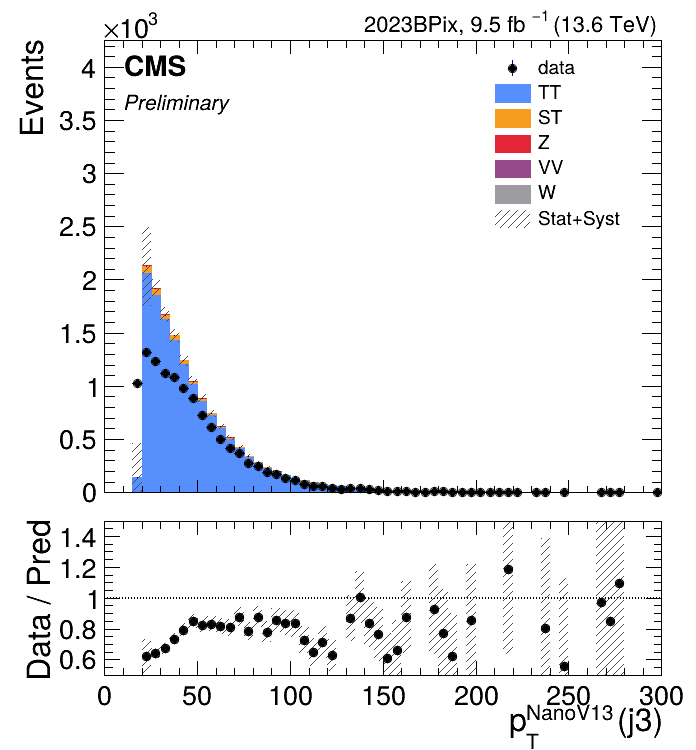 ×10³
2023BPix, 9.5 fb ⁻¹ (13.6 TeV)
Events
CMS
Preliminary
data
TT
ST
Z
VV
W
Stat+Syst
4
3.5
3
2.5
2
1.5
1
0.5
0
Data / Pred
1.4
1.2
1
0.8
0.6
0 50 100 150 200 250 300
p_T^NanoV13 (j3)